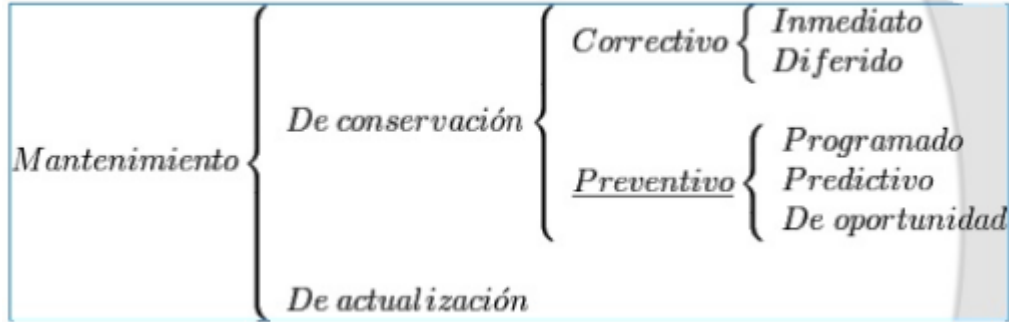 Mantenimiento
De conservación
Correctivo
Inmediato
Diferido
Preventivo
Programado
Predictivo
De oportunidad
De actualización